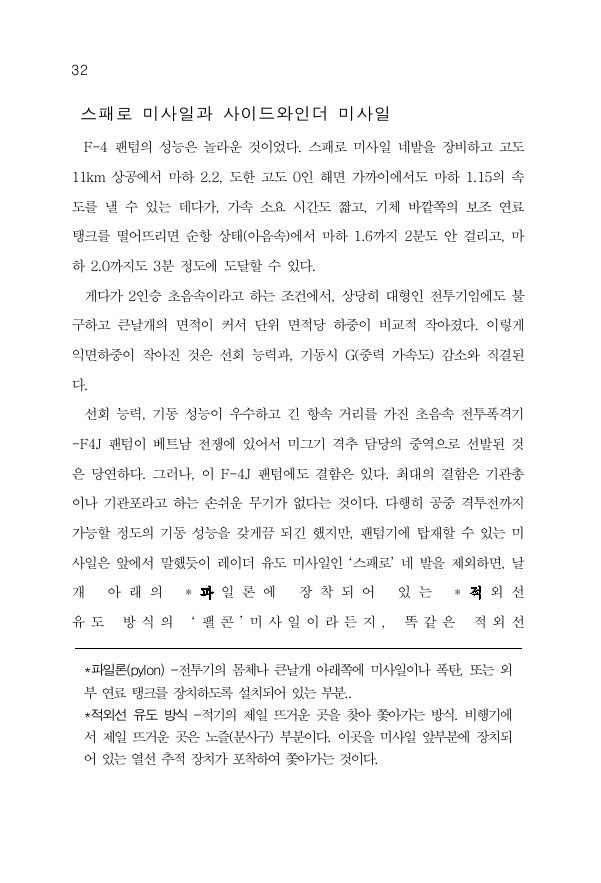 32
스패로 미사일과 사이드와인더 미사일
F-4 팬텀의 성능은 놀라운 것이었다. 스패로 미사일 네발을 장비하고 고도
11km 상공에서 마하 2.2, 도한 고도 0인 해면 가까이에서도 마하 1.15의 속
도를 낼 수 있는 데다가, 가속 소요 시간도 짧고, 기체 바깥쪽의 보조 연료
탱크를 떨어뜨리면 순항 상태(아음속)에서 마하 1.6까지 2분도 안 걸리고, 마
하 2.0까지도 3분 정도에 도달할 수 있다.
게다가 2인승 초음속이라고 하는 조건에서, 상당히 대형인 전투기임에도 불
구하고 큰날개의 면적이 커서 단위 면적당 하중이 비교적 작아졌다. 이렇게
익면하중이 작아진 것은 선회 능력과, 기동시 G(중력 가속도) 감소와 직결된
다.
선회 능력, 기동 성능이 우수하고 긴 항속 거리를 가진 초음속 전투폭격기
-F4J 팬텀이 베트남 전쟁에 있어서 미그기 격추 담당의 중역으로 선발된 것
은 당연하다. 그러나, 이 F-4J 팬텀에도 결함은 있다. 최대의 결함은 기관총
이나 기관포라고 하는 손쉬운 무기가 없다는 것이다. 다행히 공중 격투전까지
가능할 정도의 기동 성능을 갖게끔 되긴 했지만, 팬텀기에 탑재할 수 있는 미
사일은 앞에서 말했듯이 레이더 유도 미사일인 ‘스패로’ 네 발을 제외하면, 날
개 아래의 *파일론에 장착되어 있는 *적외선
유도 방식의 ‘팰콘’미사일이라든지, 똑같은 적외선
*파일론(pylon) -전투기의 몸체나 큰날개 아래쪽에 미사일이나 폭탄, 또는 외
부 연료 탱크를 장치하도록 설치되어 있는 부분..
*적외선 유도 방식 -적기의 제일 뜨거운 곳을 찾아 쫓아가는 방식. 비행기에
서 제일 뜨거운 곳은 노즐(분사구) 부분이다. 이곳을 미사일 앞부분에 장치되
어 있는 열선 추적 장치가 포착하여 쫓아가는 것이다.